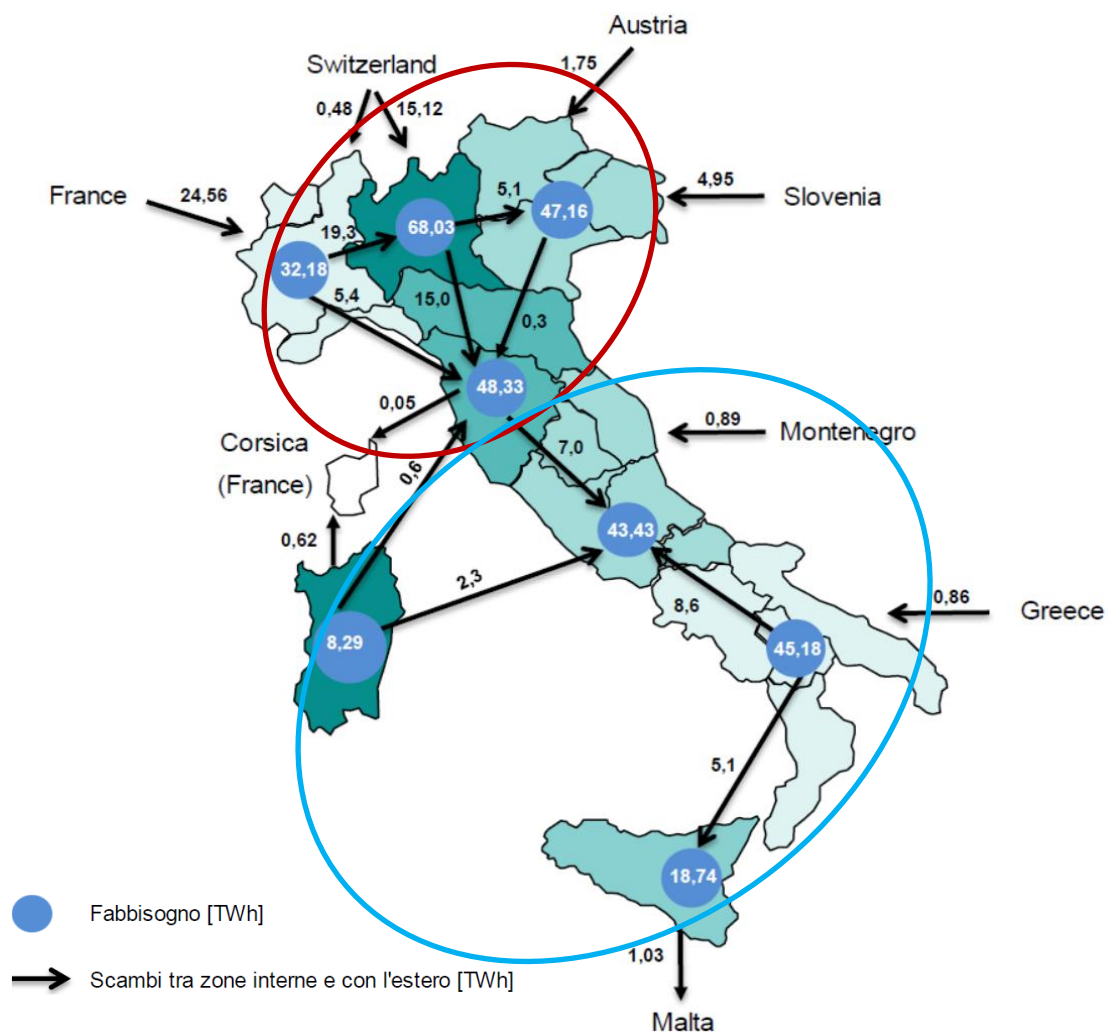 Austria
1,75
Switzerland
0,48
15,12
France
24,56
4,95
Slovenia
5,1
47,16
68,03
19,3
32,18
5,4
15,0
0,3
48,33
0,05
Corsica
(France)
0,6
7,0
0,89
Montenegro
43,43
0,62
2,3
8,29
8,6
45,18
0,86
Greece
5,1
18,74
1,03
Malta
Fabbisogno [TWh]
Scambi tra zone interne e con l'estero [TWh]